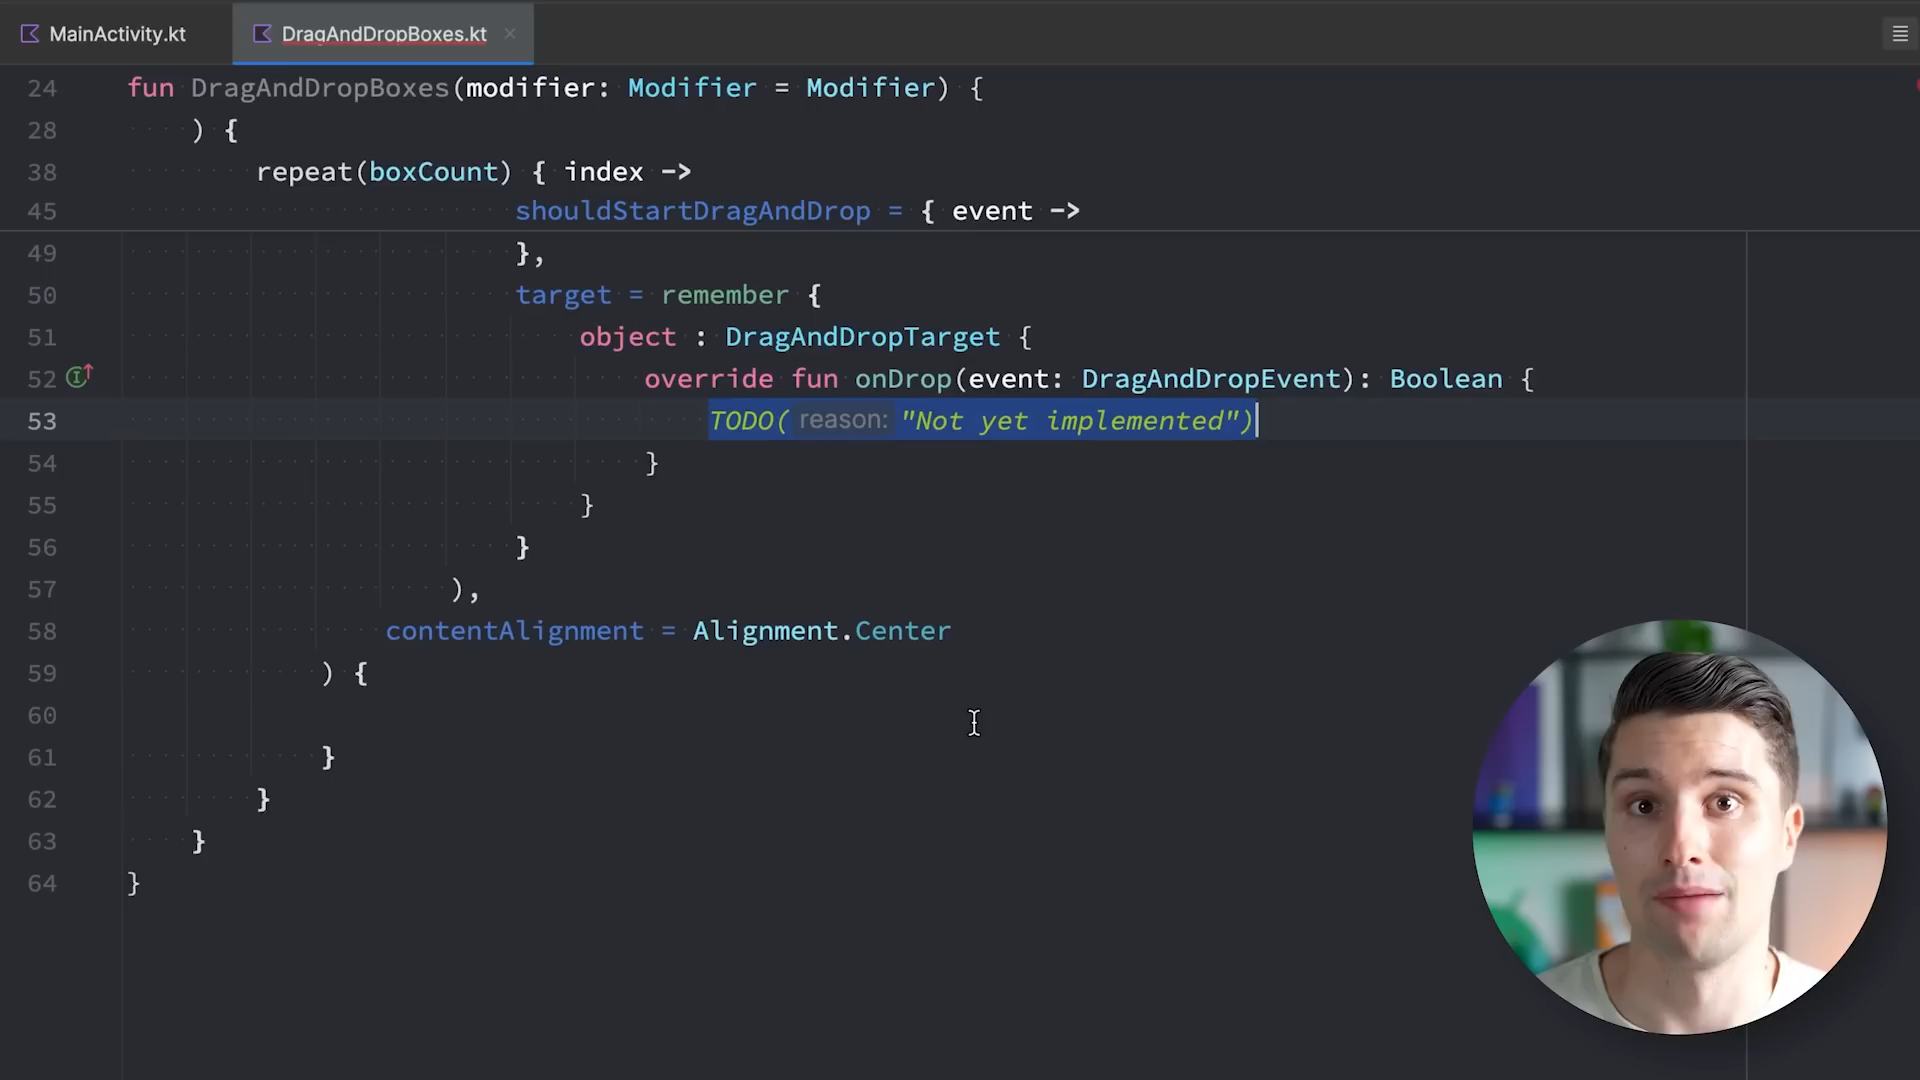 MainActivity.kt
DragAndDropBoxes.kt
24 fun DragAndDropBoxes(modifier: Modifier = Modifier) {
28 ) {
38 repeat(boxCount) { index ->
45 shouldStartDragAndDrop = { event ->
49 },
50 target = remember {
51 object : DragAndDropTarget {
52 override fun onDrop(event: DragAndDropEvent): Boolean {
53 TODO( reason: "Not yet implemented")
54 }
55 }
56 }
57 ),
58 contentAlignment = Alignment.Center
59 ) {
60
61 }
62 }
63 }
64 }